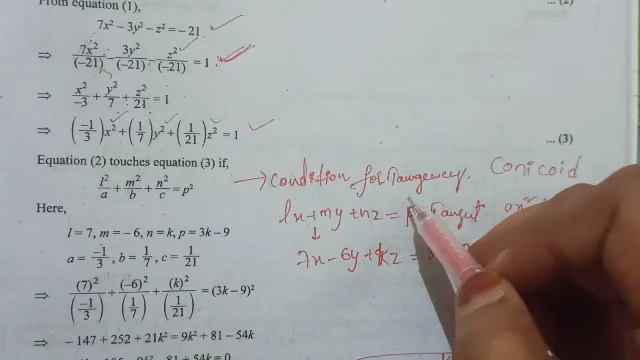 From equation (1), ... (2)
7x² − 3y² − z² = −21
⇒ 7x²/(−21) − 3y²/(−21) − z²/(−21) = 1
⇒ x²/−3 + y²/7 + z²/21 = 1
⇒ (−1/3)x² + (1/7)y² + (1/21)z² = 1 ... (3)
Equation (2) touches equation (3) if,
l²/a + m²/b + n²/c = p² → condition for Tangency. Conicoid
Here, lx + my + nz = p Tangent
l = 7, m = −6, n = k, p = 3k − 9
↓
7x − 6y + kz =
a = −1/3, b = 1/7, c = 1/21
⇒ (7)²/(−1/3) + (−6)²/(1/7) + (k)²/(1/21) = (3k − 9)²
⇒ − 147 + 252 + 21k² = 9k² + 81 − 54k